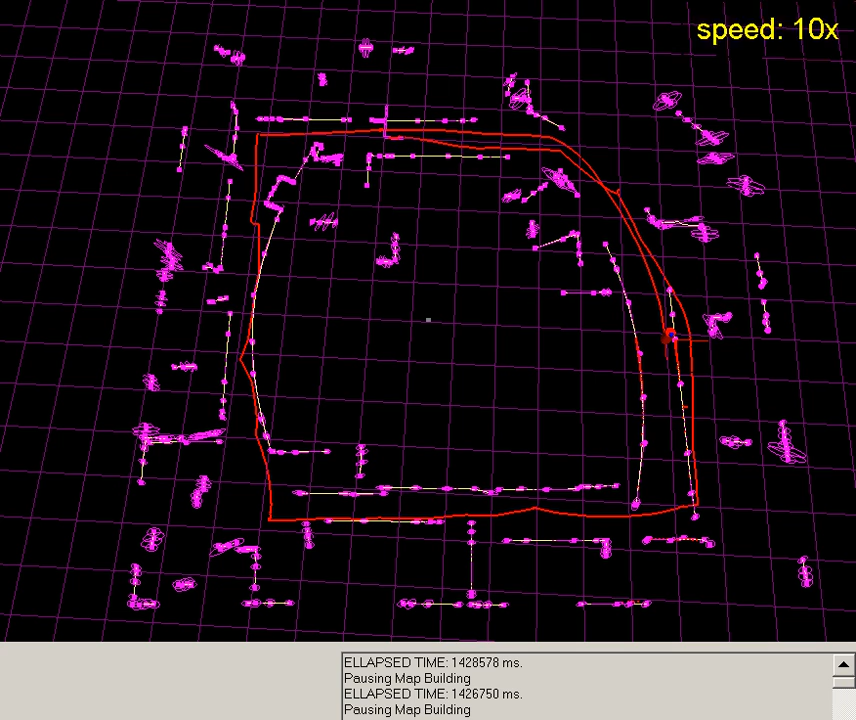 speed: 10x
ELLAPSED TIME: 1428578 ms.
Pausing Map Building
ELLAPSED TIME: 1426750 ms.
Pausing Map Building